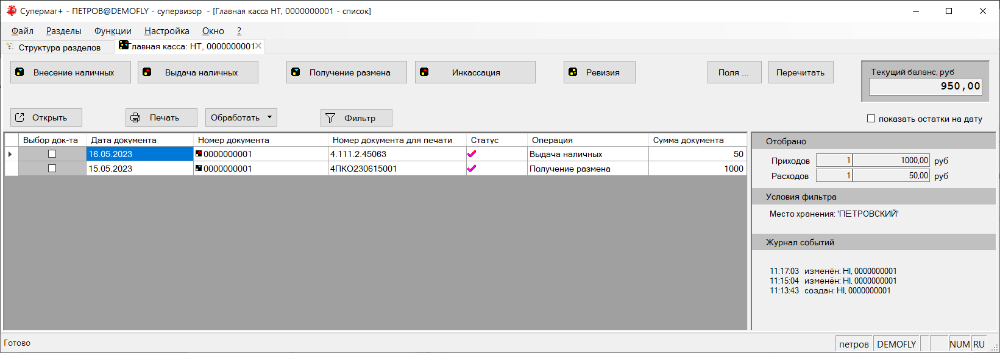 Супермаг+ - ПЕТРОВ@DEMOFLY - супервизор - [Главная касса НТ, 0000000001 - список]
Файл Разделы Функции Настройка Окно ?
Структура разделов Главная касса: НТ, 0000000001
Внесение наличных Выдача наличных Получение размена Инкассация Ревизия Поля ... Перечитать
Текущий баланс, руб
950,00
Открыть Печать Обработать Фильтр
показать остатки на дату
Выбор док-та Дата документа Номер документа Номер документа для печати Статус Операция Сумма документа
16.05.2023 0000000001 4.111.2.45063 Выдача наличных 50
15.05.2023 0000000001 4ПКО230615001 Получение размена 1000
Отобрано
Приходов 1 1000,00 руб
Расходов 1 50,00 руб
Условия фильтра
Место хранения: 'ПЕТРОВСКИЙ'
Журнал событий
11:17:03 изменён: HI, 0000000001
11:15:04 изменён: HI, 0000000001
11:13:43 создан: HI, 0000000001
Готово
петров DEMOFLY NUM RU